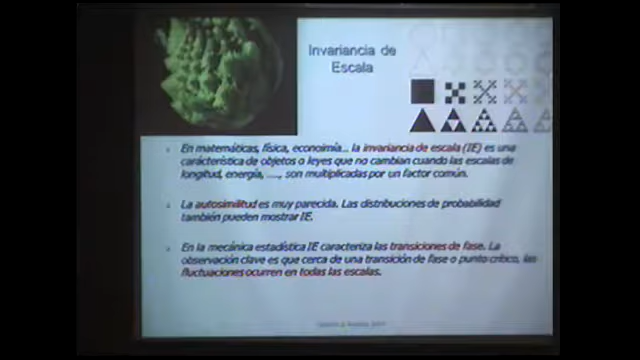 Invariancia de
Escala
En matemáticas, física, economía... la invariancia de escala (IE) es una
carácterística de objetos o leyes que no cambian cuando las escalas de
longitud, energía, ...., son multiplicadas por un factor común.
La autosimilitud es muy parecida. Las distribuciones de probabilidad
también pueden mostrar IE.
En la mecánica estadística IE caracteriza las transiciones de fase. La
observación clave es que cerca de una transición de fase o punto crítico, las
fluctuaciones ocurren en todas las escalas.